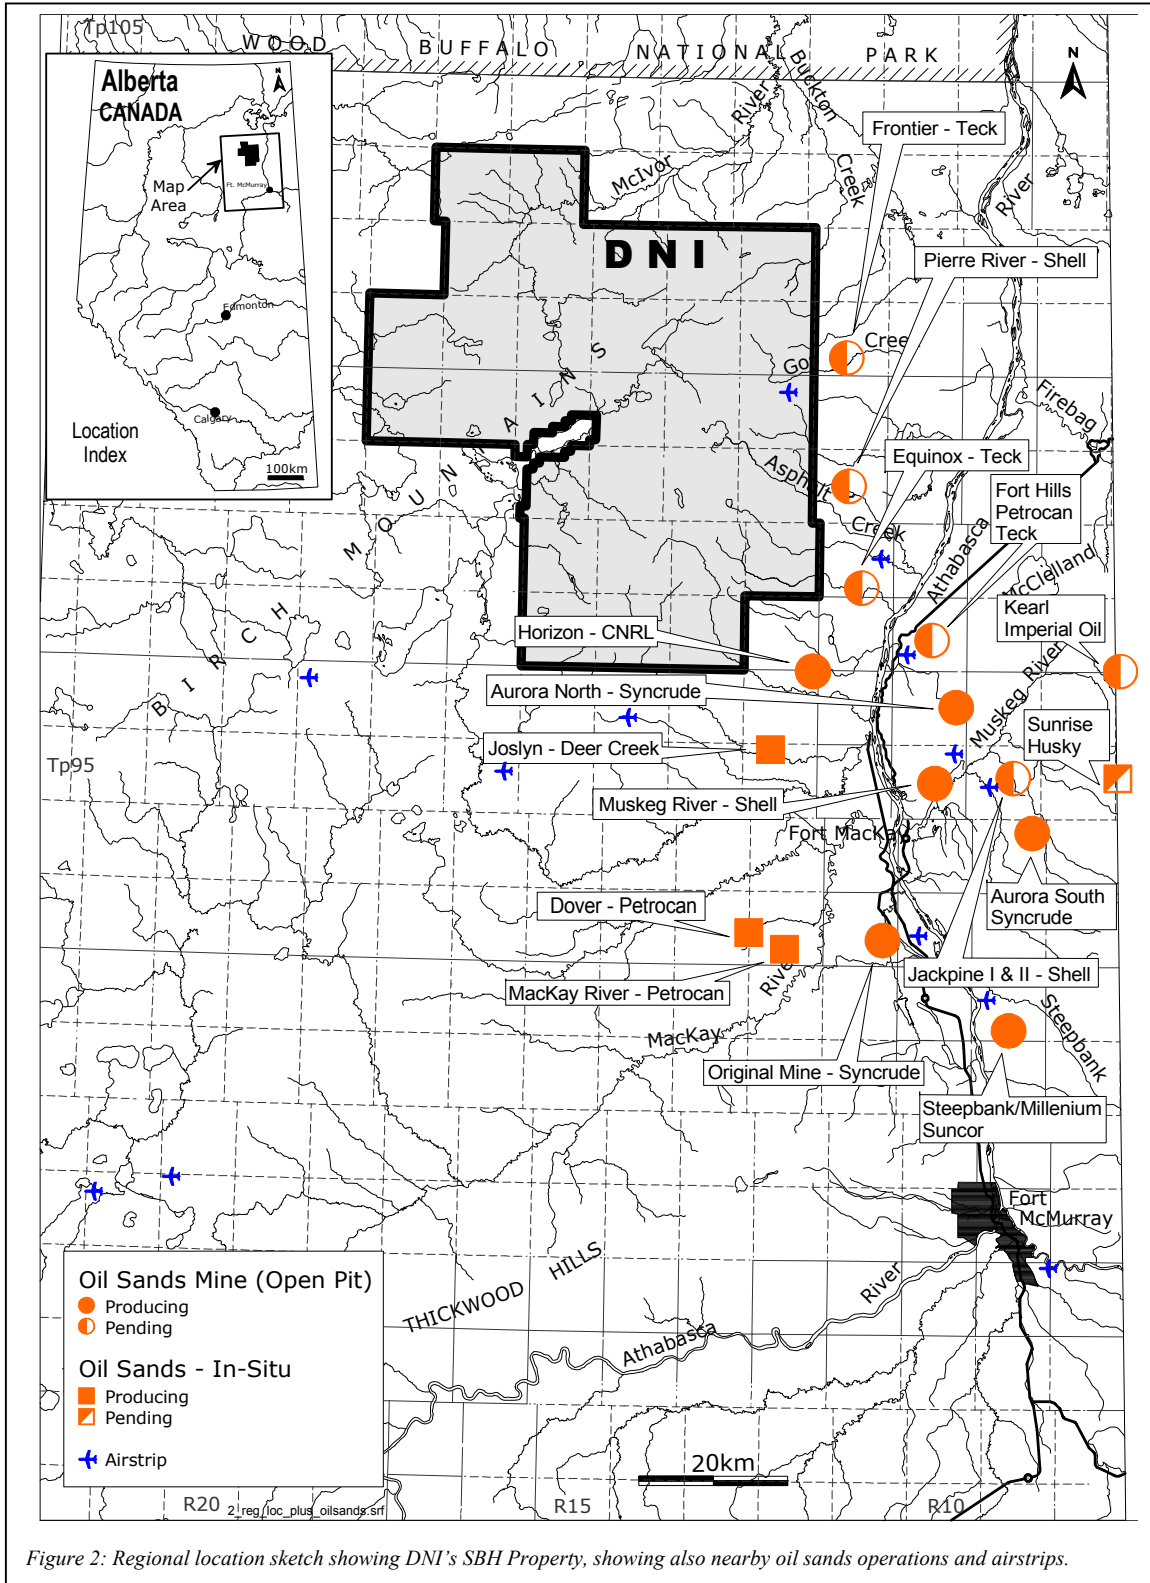 Tp105
WOOD BUFFALO NATIONAL PARK
N
Alberta
CANADA
N
Map
Area
Ft. McMurray
Edmonton
Calgary
Location
Index
100km
Buckton
Creek
River
McIvor
River
Frontier - Teck
DNI
Pierre River - Shell
Cree
Go
Firebag
Equinox - Teck
Asphalt
Creek
Fort Hills
Petrocan
Teck
Athabasca
McClelland
BIRCH MOUNTAINS
Kearl
Imperial Oil
Horizon - CNRL
Muskeg River
Aurora North - Syncrude
Sunrise
Husky
Joslyn - Deer Creek
Tp95
Muskeg River - Shell
Fort MacKay
Aurora South
Syncrude
Dover - Petrocan
Jackpine I & II - Shell
MacKay River - Petrocan
River
MacKay
Steepbank
Original Mine - Syncrude
Steepbank/Millenium
Suncor
Fort
McMurray
THICKWOOD HILLS
River
Athabasca
Oil Sands Mine (Open Pit)
Producing
Pending
Oil Sands - In-Situ
Producing
Pending
Airstrip
20km
R20
2_reg_loc_plus_oilsands.srf
R15
R10
Figure 2: Regional location sketch showing DNI's SBH Property, showing also nearby oil sands operations and airstrips.